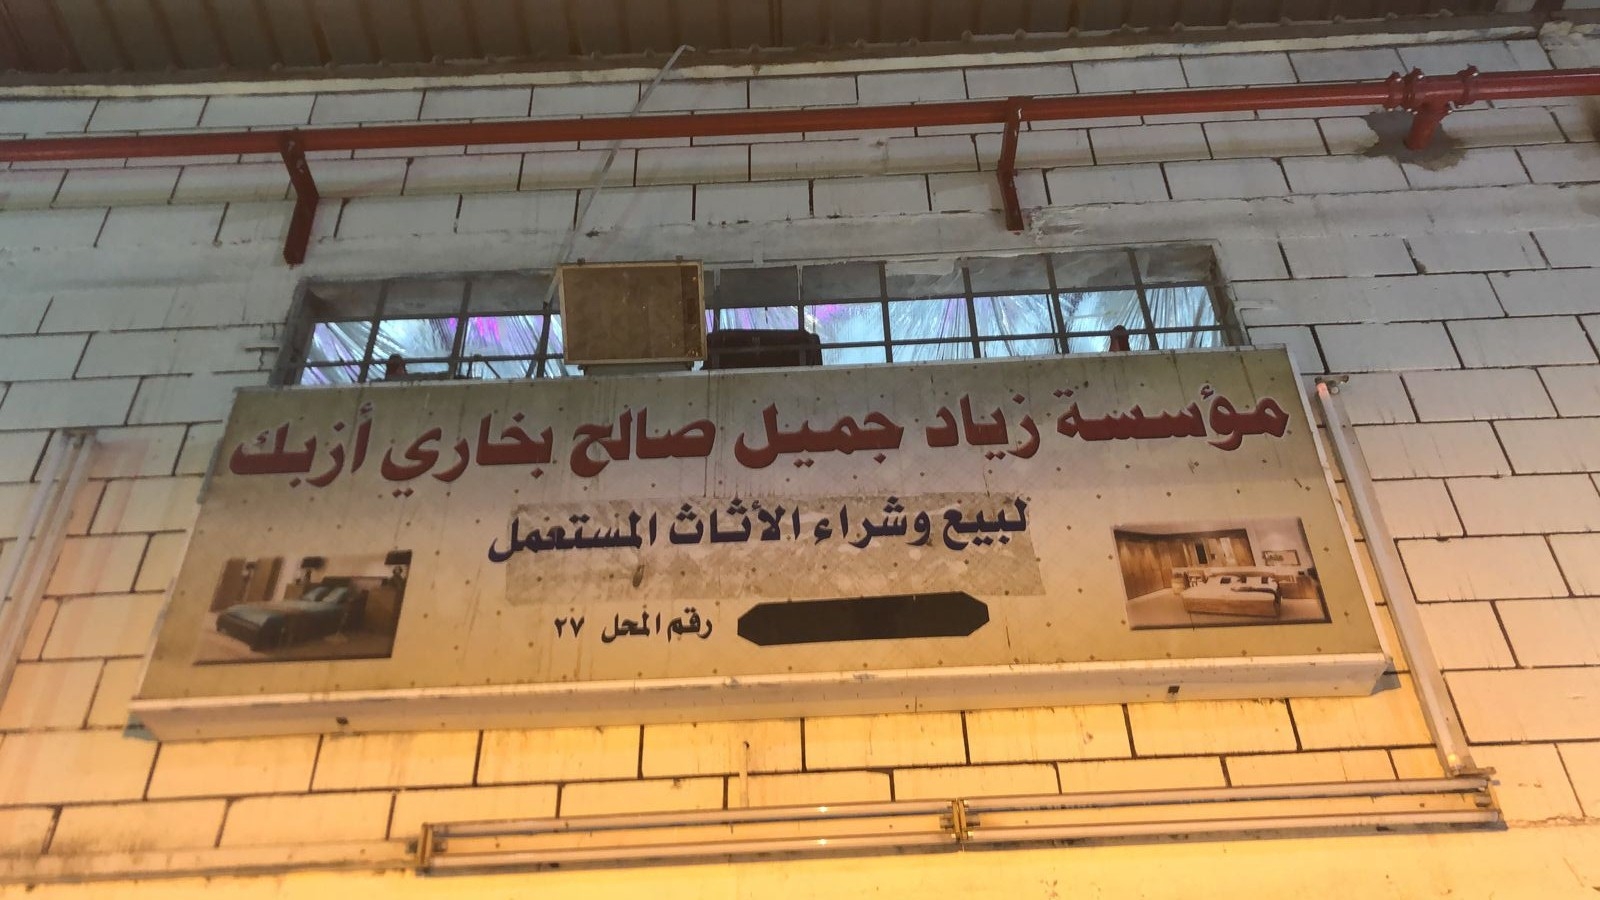 مؤسسة زياد جميل صالح بخاري أزبك
لبيع وشراء الأثاث المستعمل
رقم المحل ٢٧